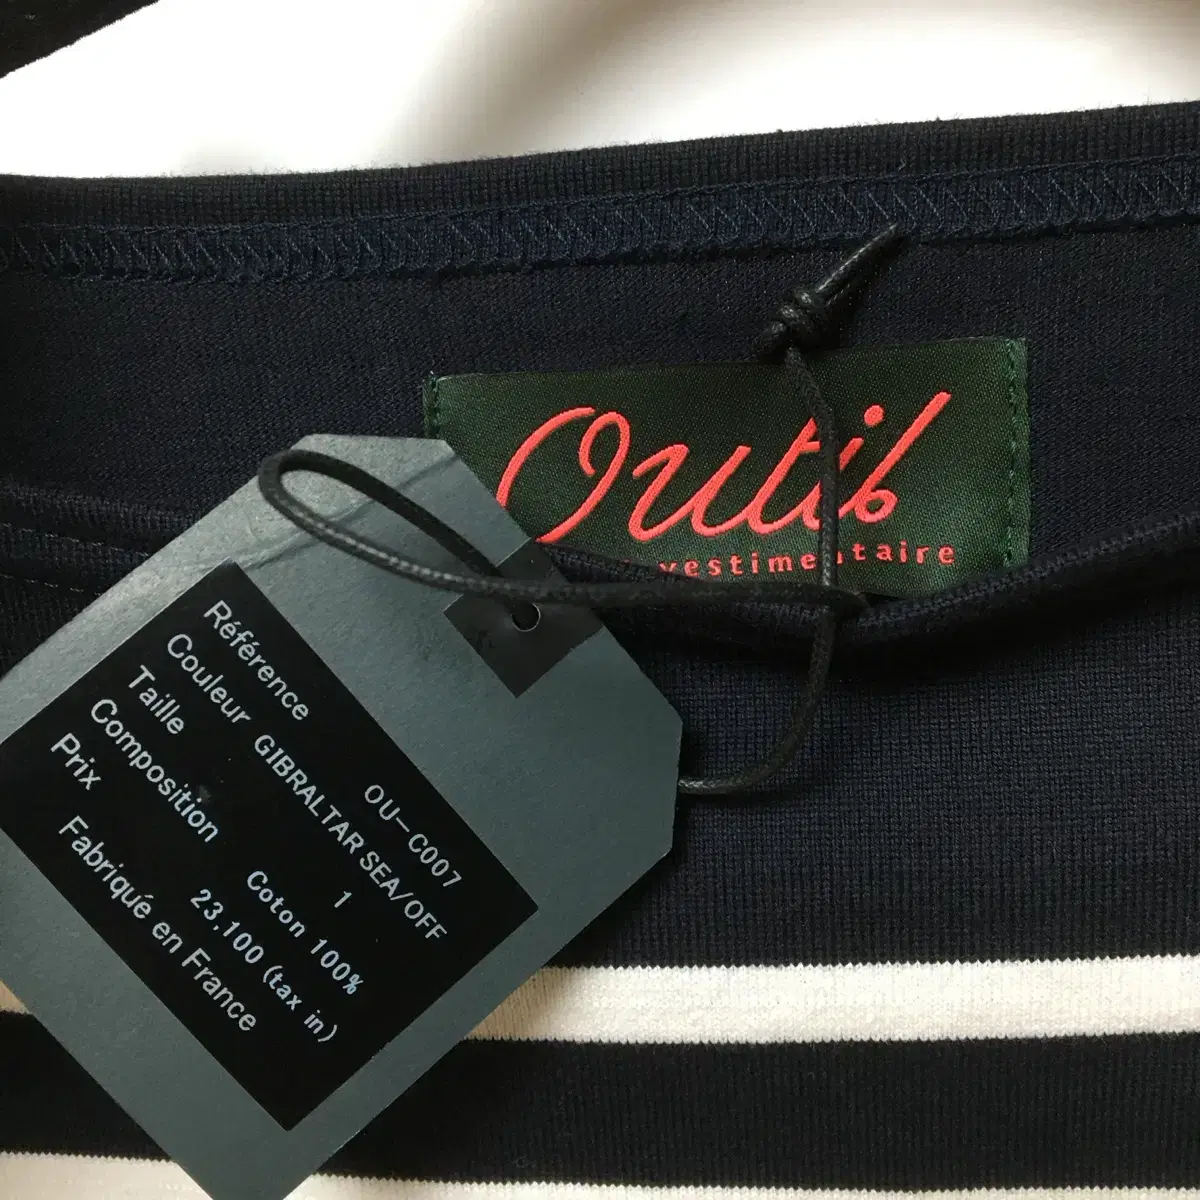 Outil
vestimentaire
Référence OU-C007
Couleur GIBRALTAR SEA/OFF
Taille 1
Composition Coton 100%
Prix 23,100 (tax in)
Fabriqué en France